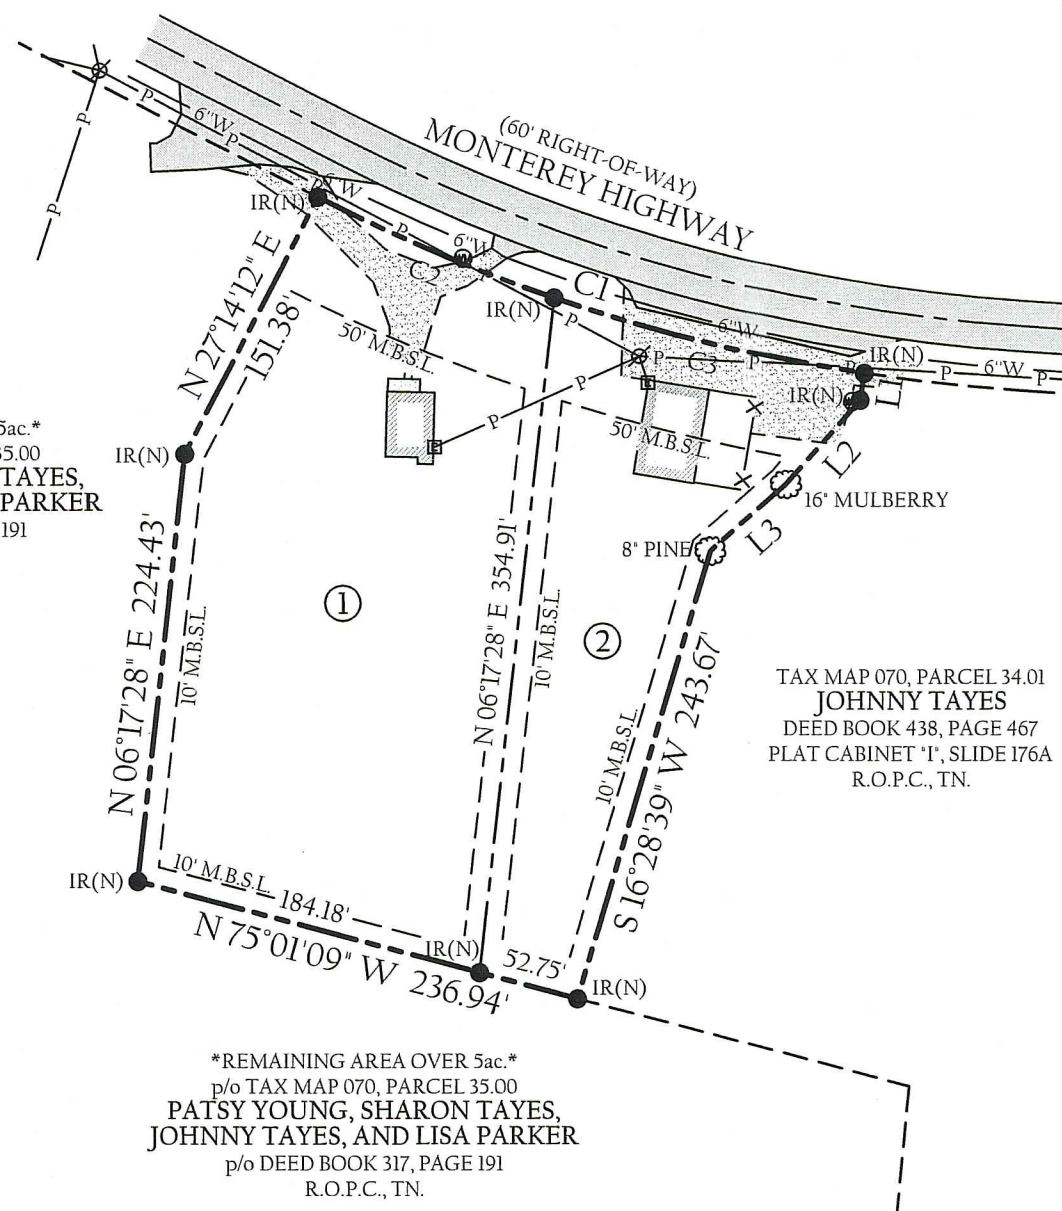 (60' RIGHT-OF-WAY)
MONTEREY HIGHWAY
P
6"W
P
P
P
6"W
IR(N)
P
6"W
C2
C1
IR(N)
P
6"W
P
C3
P
IR(N)
P
6"W
P
IR(N)
L1
N 27°14'12" E
151.38'
50' M.B.S.L.
P
P
50' M.B.S.L.
L2
16" MULBERRY
L3
8" PINE
IR(N)
5ac.*
35.00
TAYES,
PARKER
191
N 06°17'28" E 224.43'
10' M.B.S.L.
1
N 06°17'28" E 354.91'
10' M.B.S.L.
2
10' M.B.S.L.
S 16°28'39" W 243.67'
TAX MAP 070, PARCEL 34.01
JOHNNY TAYES
DEED BOOK 438, PAGE 467
PLAT CABINET "I", SLIDE 176A
R.O.P.C., TN.
IR(N)
10' M.B.S.L.
184.18'
IR(N)
52.75'
IR(N)
N 75°01'09" W 236.94'
*REMAINING AREA OVER 5ac.*
p/o TAX MAP 070, PARCEL 35.00
PATSY YOUNG, SHARON TAYES,
JOHNNY TAYES, AND LISA PARKER
p/o DEED BOOK 317, PAGE 191
R.O.P.C., TN.